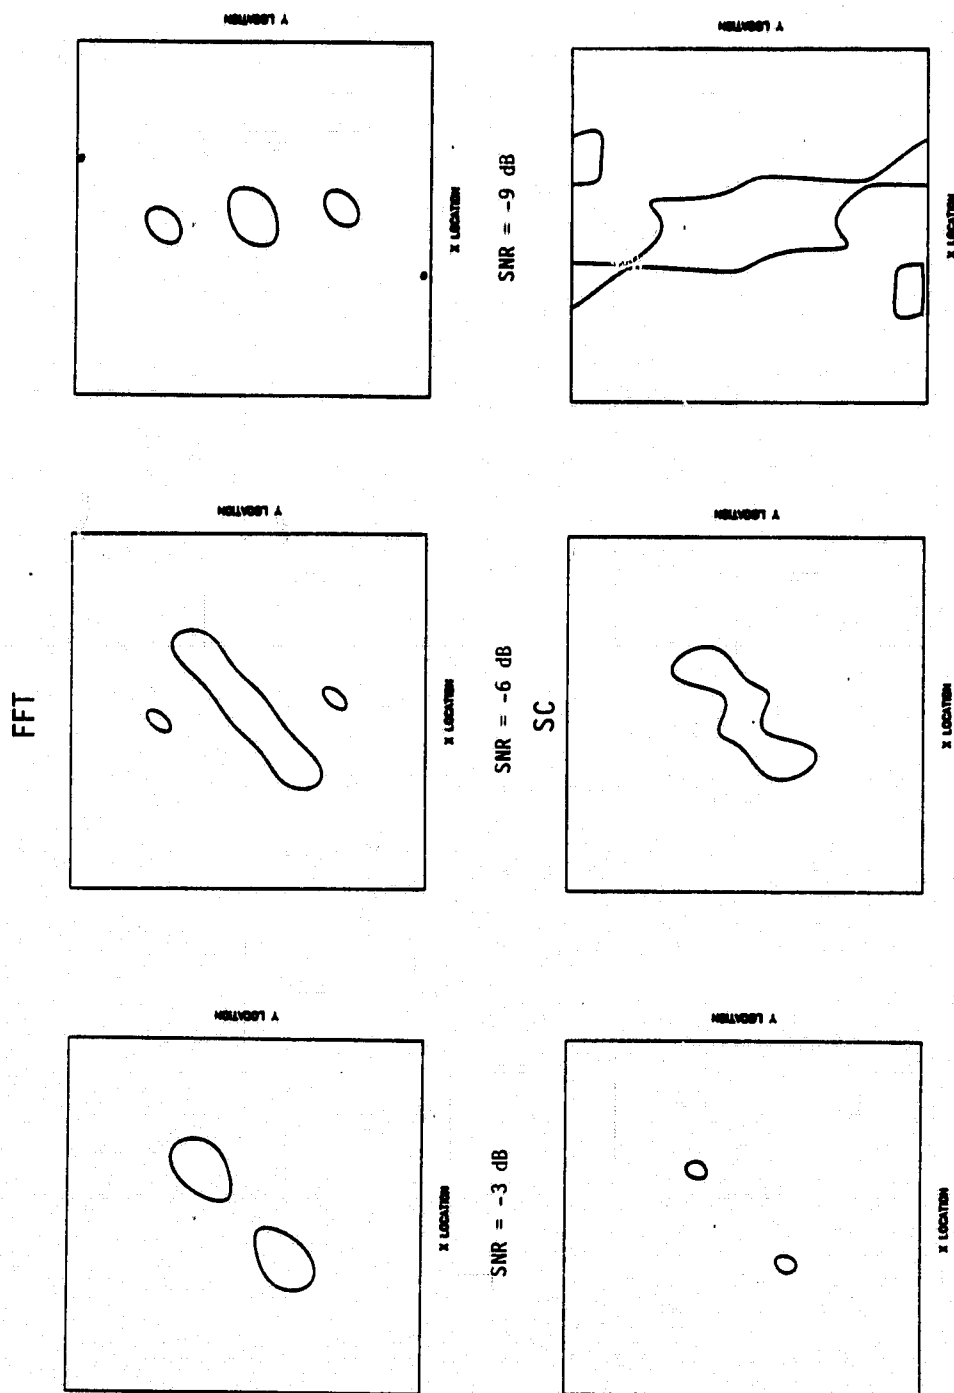 FFT
Y LOCATION
Y LOCATION
Y LOCATION
X LOCATION
X LOCATION
X LOCATION
SNR = -3 dB
SNR = -6 dB
SNR = -9 dB
SC
Y LOCATION
Y LOCATION
Y LOCATION
X LOCATION
X LOCATION
X LOCATION